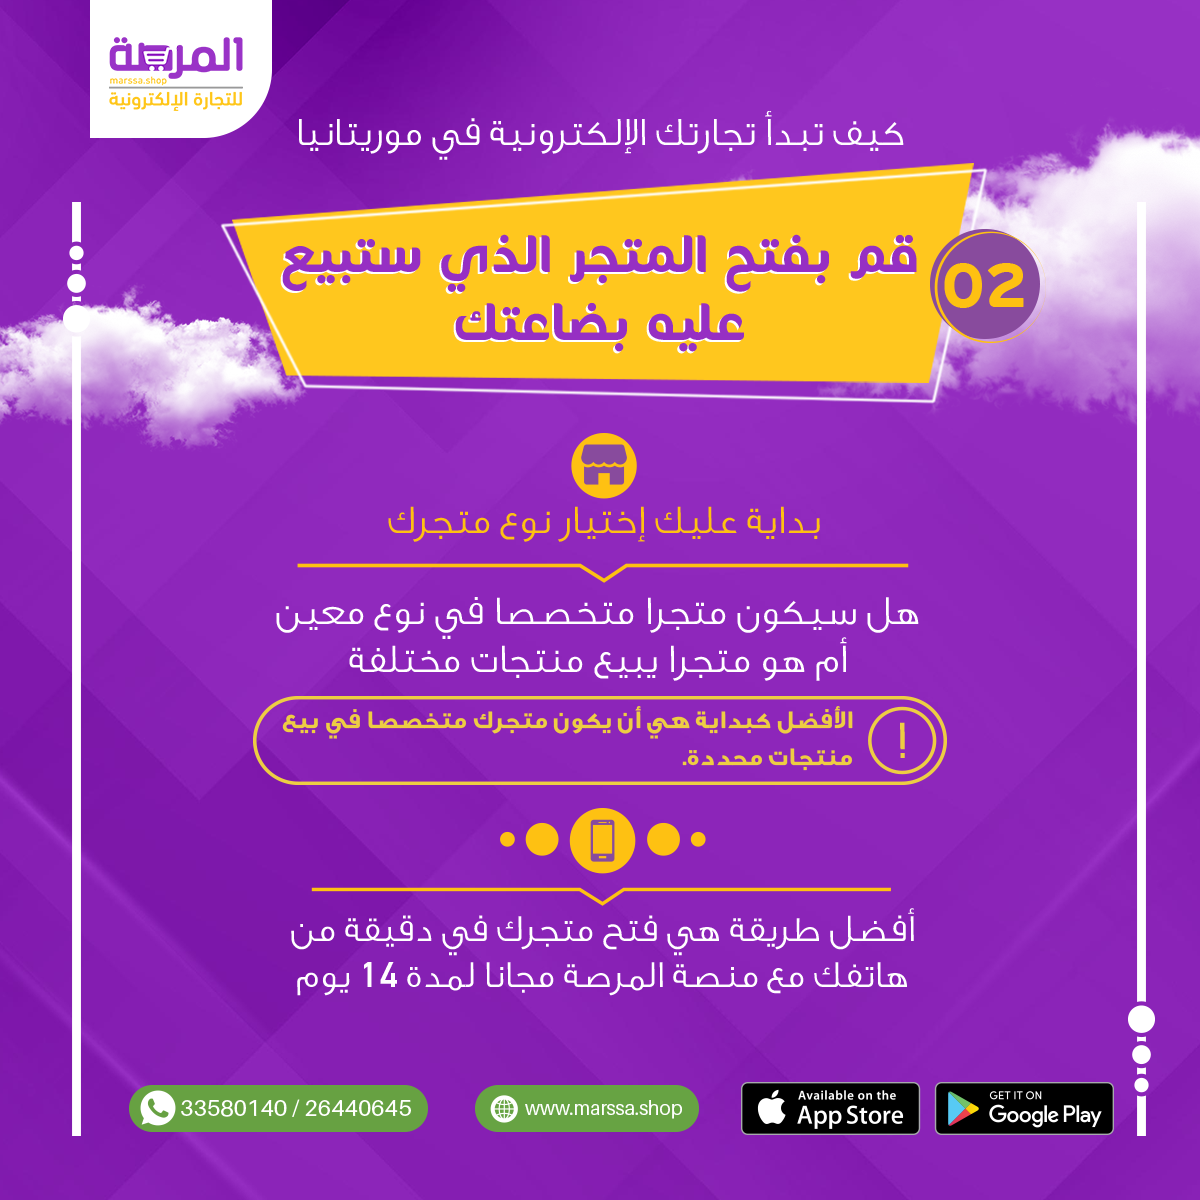 المرصة
marssa.shop
للتجارة الإلكترونية
كيف تبدأ تجارتك الإلكترونية في موريتانيا
02
قم بفتح المتجر الذي ستبيع
عليه بضاعتك
بداية عليك إختيار نوع متجرك
هل سيكون متجرا متخصصا في نوع معين
أم هو متجرا يبيع منتجات مختلفة
!
الأفضل كبداية هي أن يكون متجرك متخصصا في بيع
منتجات محددة.
أفضل طريقة هي فتح متجرك في دقيقة من
هاتفك مع منصة المرصة مجانا لمدة 14 يوم
33580140 / 26440645
www.marssa.shop
Available on the
App Store
GET IT ON
Google Play